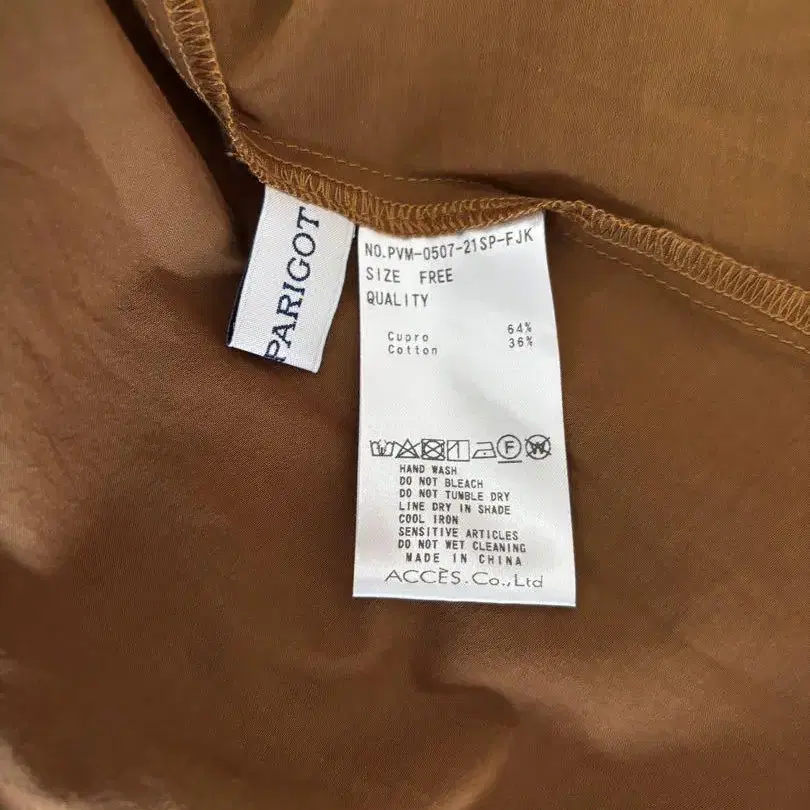 PARIGOT
NO.PVM-0507-21SP-FJK
SIZE FREE
QUALITY
Cupro 64%
Cotton 36%
F W
HAND WASH
DO NOT BLEACH
DO NOT TUMBLE DRY
LINE DRY IN SHADE
COOL IRON
SENSITIVE ARTICLES
DO NOT WET CLEANING
MADE IN CHINA
ACCÈS.Co.,Ltd